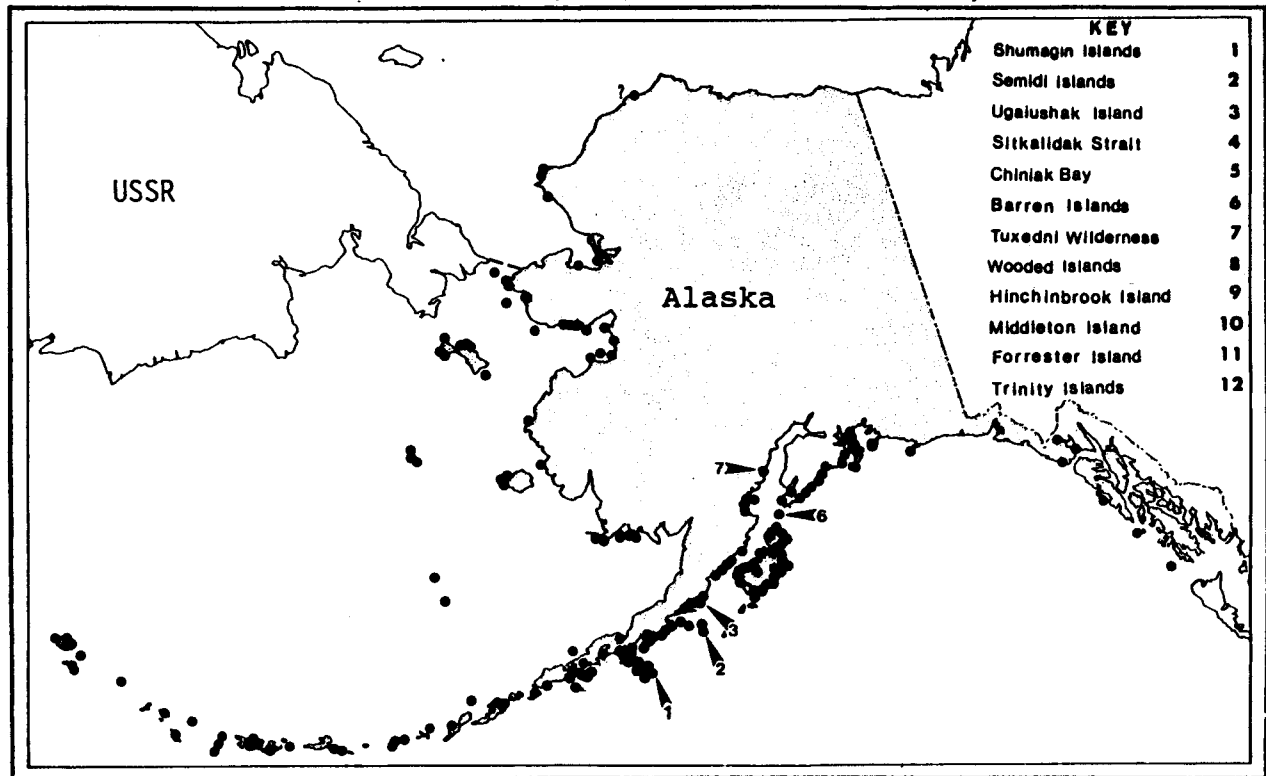 KEY
Shumagin Islands 1
Semidi Islands 2
Ugaiushak Island 3
Sitkalidak Strait 4
Chiniak Bay 5
Barren Islands 6
Tuxedni Wilderness 7
Wooded Islands 8
Hinchinbrook Island 9
Middleton Island 10
Forrester Island 11
Trinity Islands 12
?
USSR
Alaska
7
6
3
2
1